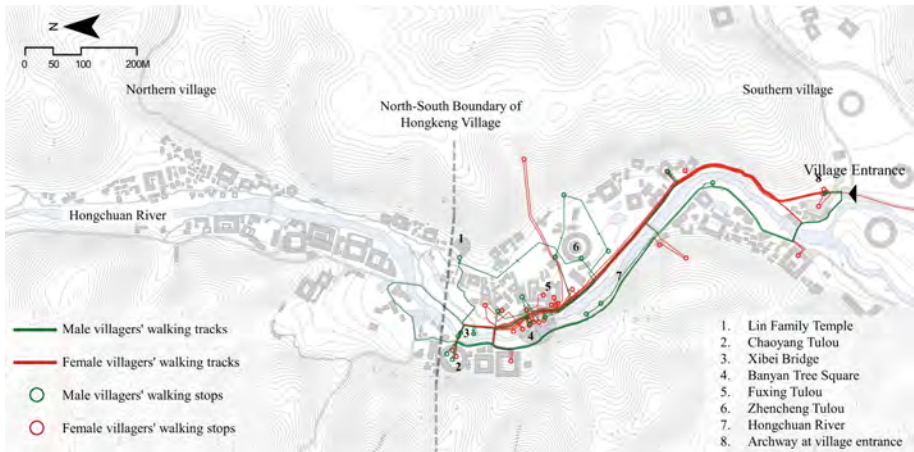 N
0 50 100 200M
Northern village
North-South Boundary of
Hongkeng Village
Southern village
Village Entrance
8
Hongchuan River
1
6
7
5
4
3
2
Male villagers' walking tracks
Female villagers' walking tracks
Male villagers' walking stops
Female villagers' walking stops
1. Lin Family Temple
2. Chaoyang Tulou
3. Xibei Bridge
4. Banyan Tree Square
5. Fuxing Tulou
6. Zhencheng Tulou
7. Hongchuan River
8. Archway at village entrance